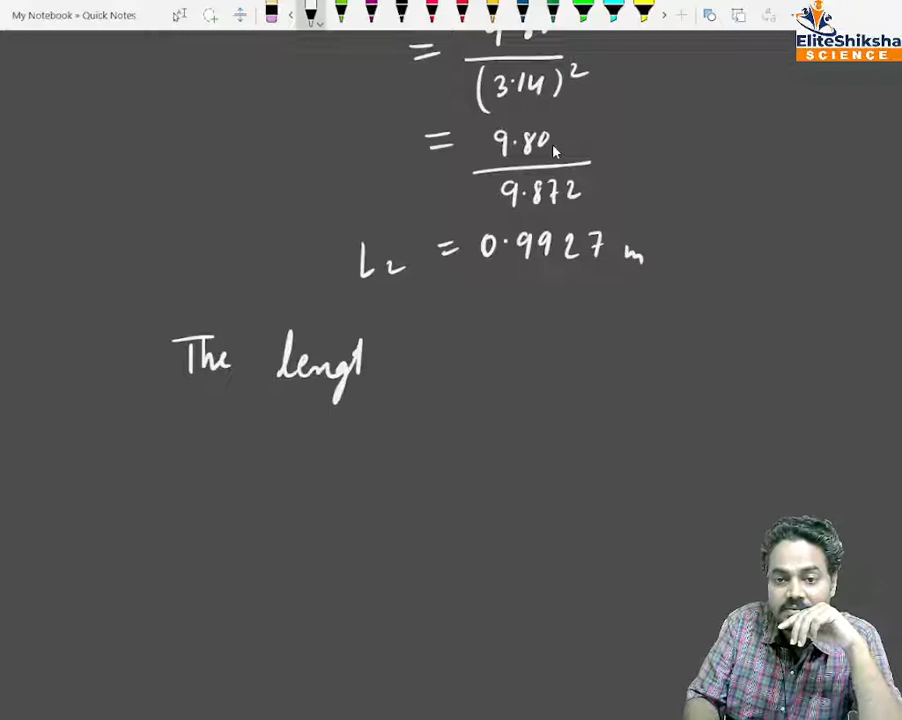 My Notebook » Quick Notes
EliteShiksha
SCIENCE
=
(3.14)²
= 9.80
9.872
L₂ = 0.9927 m
The lengt